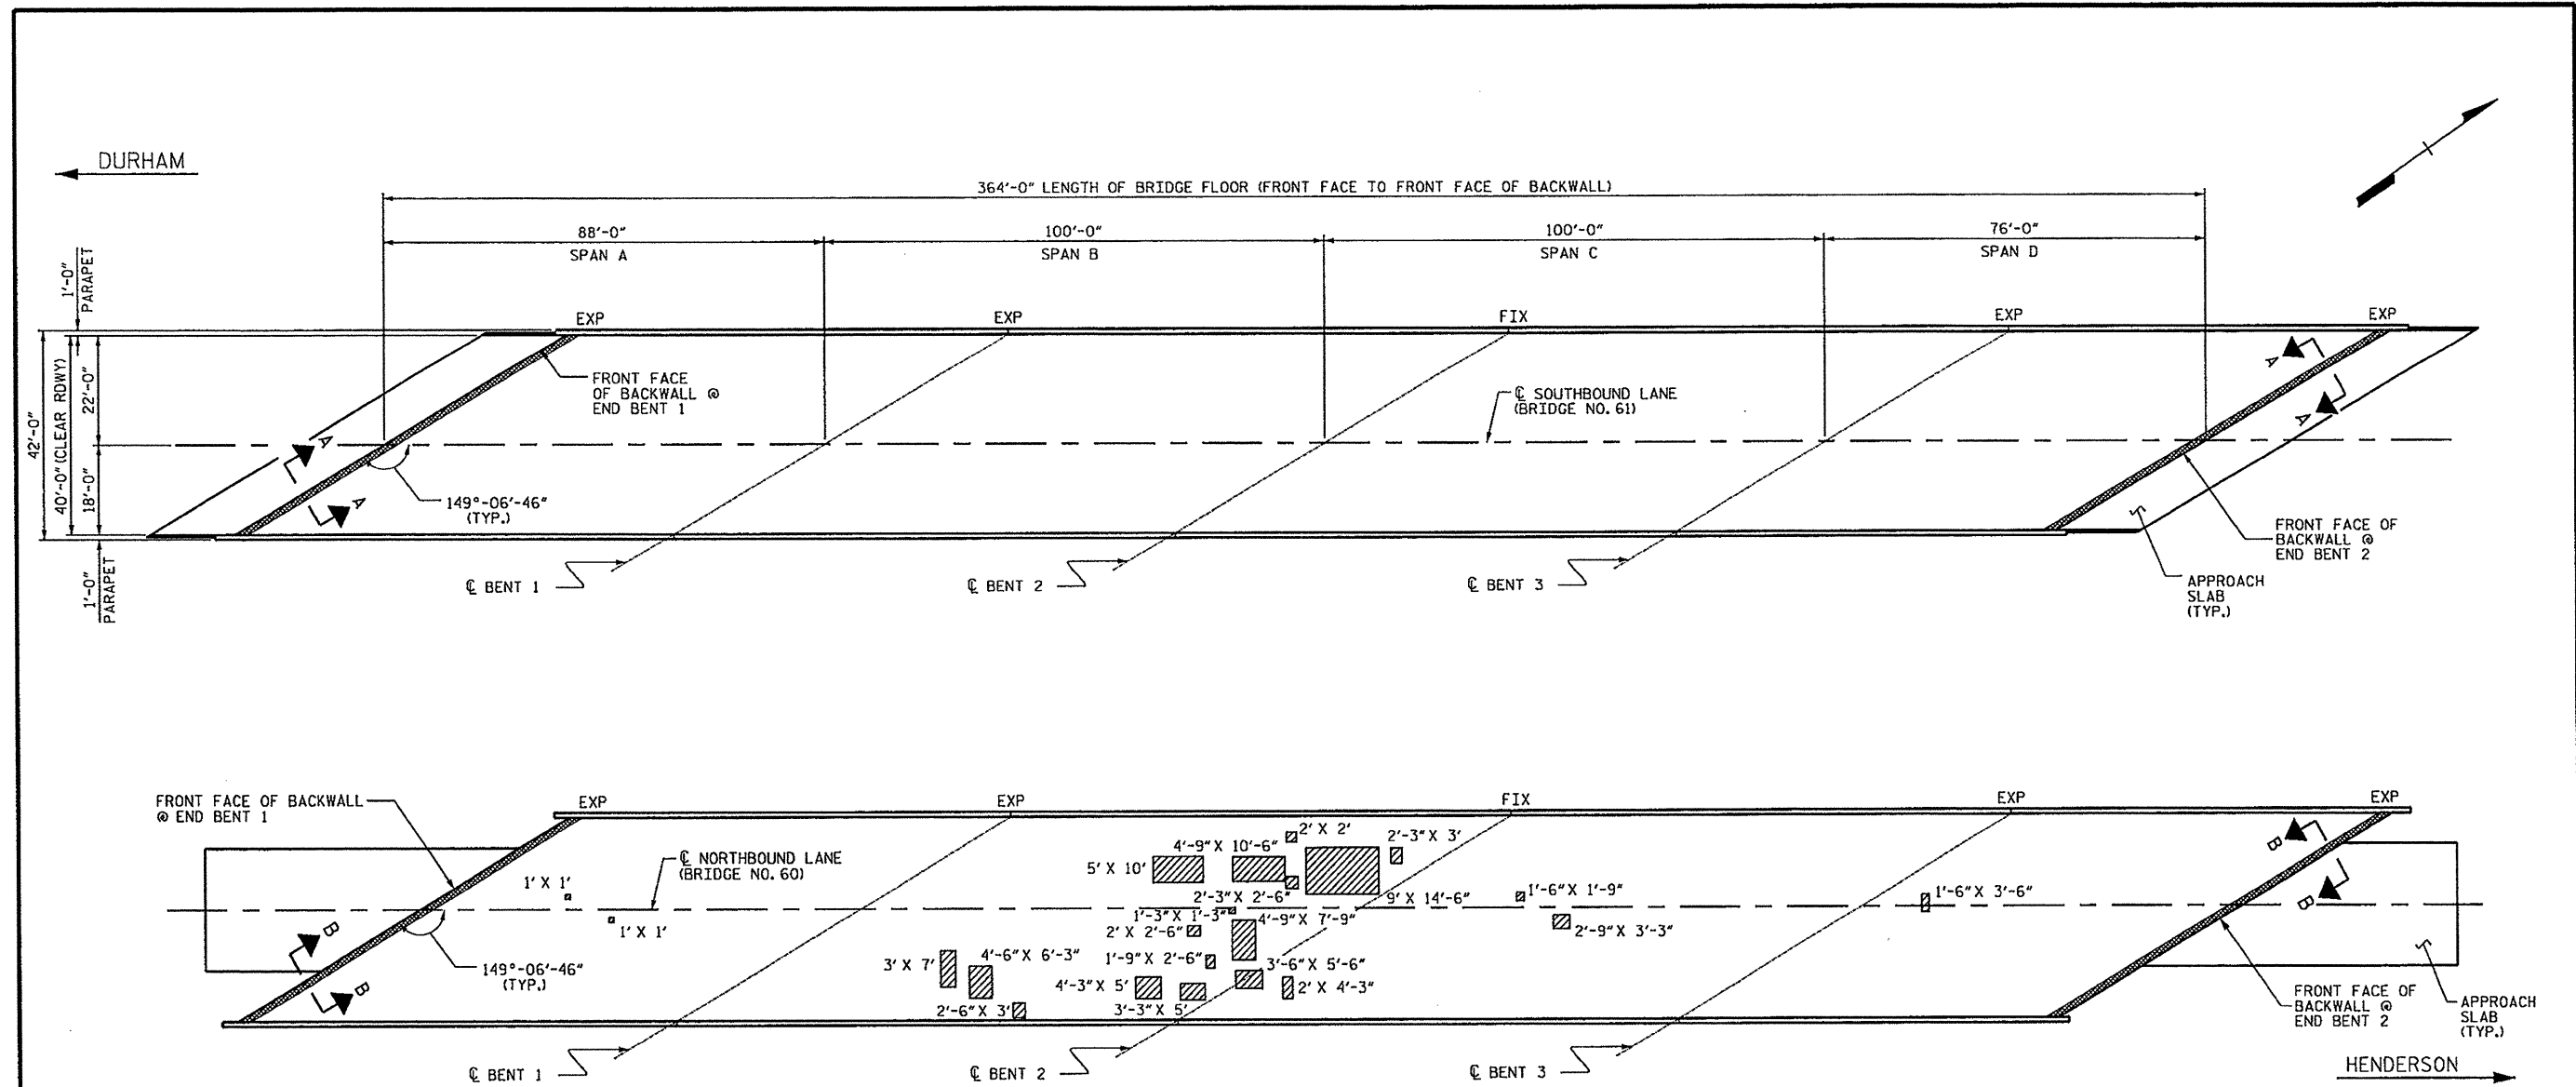 DURHAM
364'-0" LENGTH OF BRIDGE FLOOR (FRONT FACE TO FRONT FACE OF BACKWALL)
88'-0"
SPAN A
100'-0"
SPAN B
100'-0"
SPAN C
76'-0"
SPAN D
1'-0"
PARAPET
42'-0"
40'-0" (CLEAR RDWY)
22'-0"
18'-0"
1'-0"
PARAPET
EXP
EXP
FIX
EXP
EXP
FRONT FACE
OF BACKWALL @
END BENT 1
℄ SOUTHBOUND LANE
(BRIDGE NO. 61)
A
A
A
A
149°-06'-46"
(TYP.)
FRONT FACE OF
BACKWALL @
END BENT 2
℄ BENT 1
℄ BENT 2
℄ BENT 3
APPROACH
SLAB
(TYP.)
FRONT FACE OF BACKWALL
@ END BENT 1
EXP
EXP
FIX
EXP
EXP
℄ NORTHBOUND LANE
(BRIDGE NO. 60)
1' X 1'
1' X 1'
2' X 2'
2'-3" X 3'
4'-9" X 10'-6"
5' X 10'
2'-3" X 2'-6"
9' X 14'-6"
1'-6" X 1'-9"
1'-6" X 3'-6"
1'-3" X 1'-3"
4'-9" X 7'-9"
2' X 2'-6"
2'-9" X 3'-3"
3' X 7'
4'-6" X 6'-3"
1'-9" X 2'-6"
3'-6" X 5'-6"
4'-3" X 5'
2' X 4'-3"
2'-6" X 3'
3'-3" X 5'
B
B
B
B
149°-06'-46"
(TYP.)
FRONT FACE OF
BACKWALL @
END BENT 2
APPROACH
SLAB
(TYP.)
℄ BENT 1
℄ BENT 2
℄ BENT 3
HENDERSON